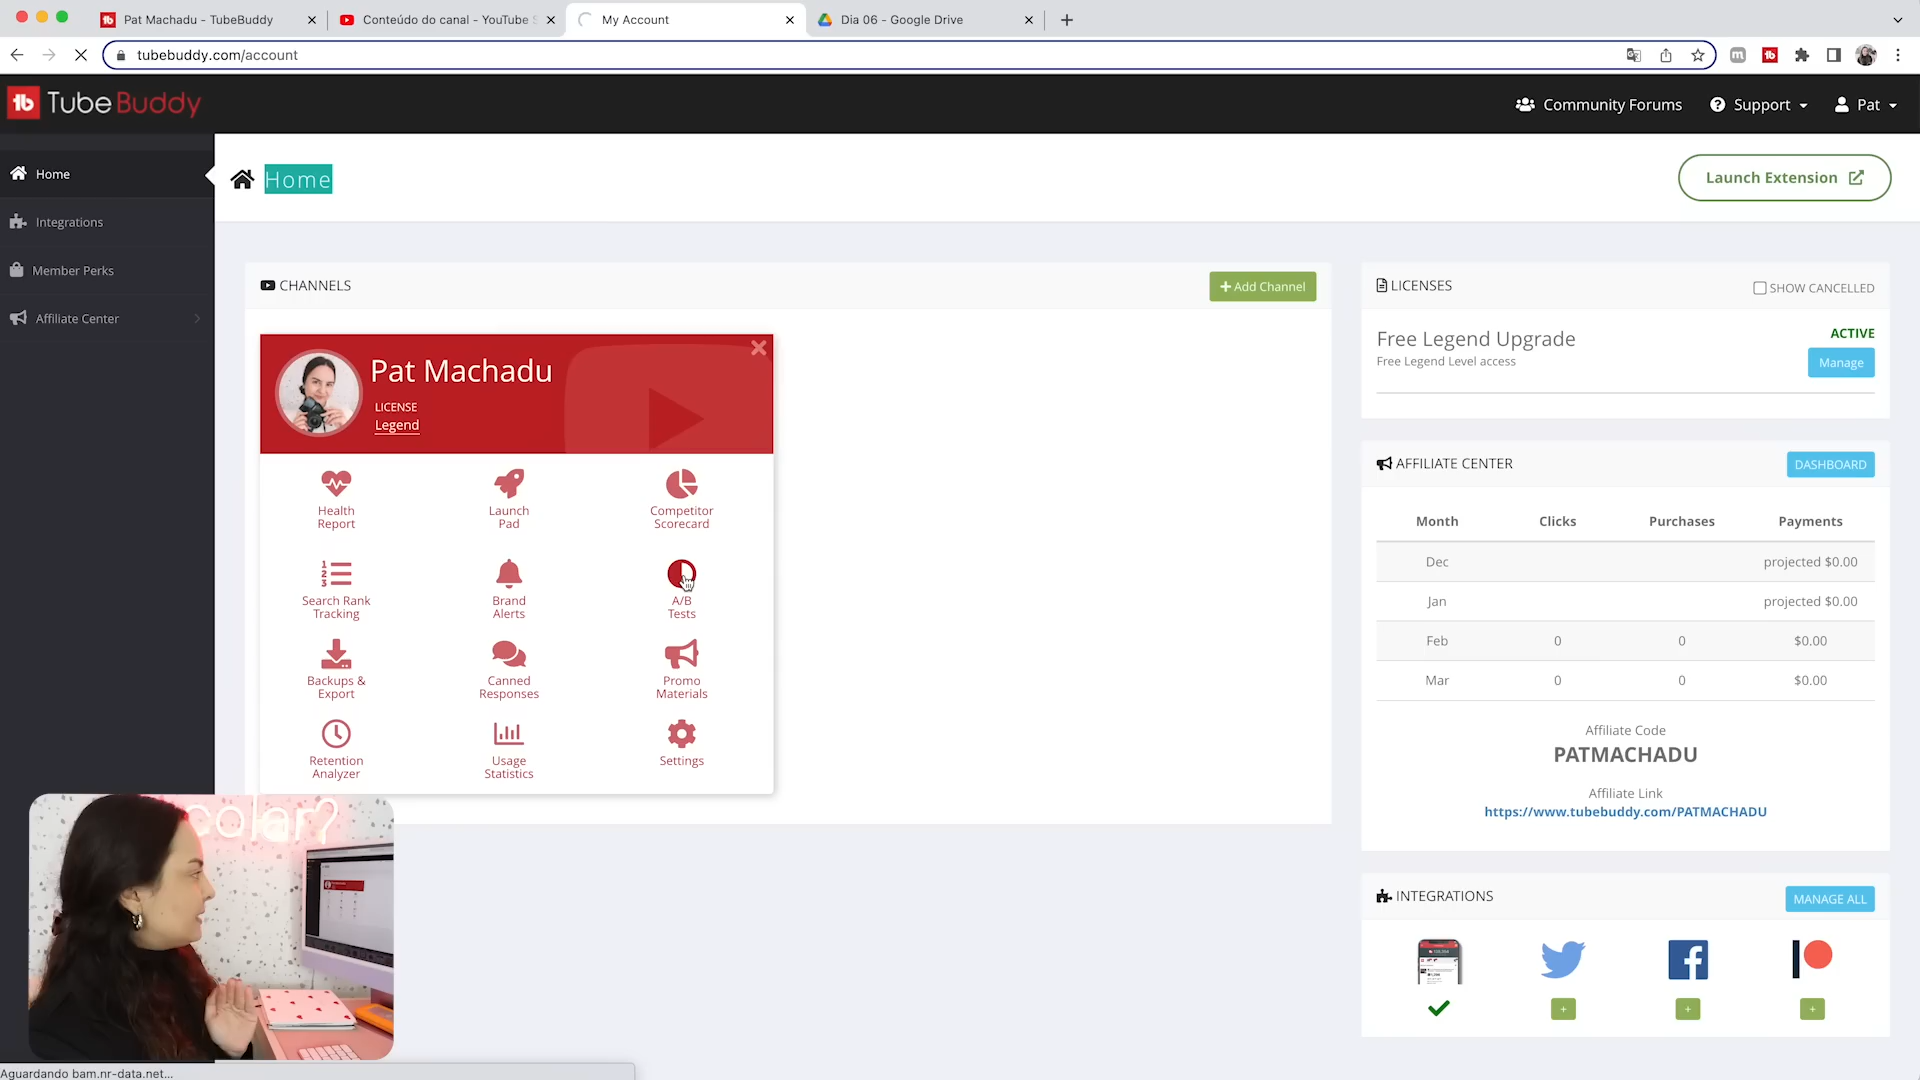 Pat Machadu - TubeBuddy
Conteúdo do canal - YouTube S
My Account
Dia 06 - Google Drive
tubebuddy.com/account
TubeBuddy
Community Forums
Support
Pat
Home
Integrations
Member Perks
Affiliate Center
Home
Launch Extension
CHANNELS
+ Add Channel
Pat Machadu
LICENSE
Legend
Health
Report
Launch
Pad
Competitor
Scorecard
Search Rank
Tracking
Brand
Alerts
A/B
Tests
Backups &
Export
Canned
Responses
Promo
Materials
Retention
Analyzer
Usage
Statistics
Settings
LICENSES
SHOW CANCELLED
Free Legend Upgrade
ACTIVE
Free Legend Level access
Manage
AFFILIATE CENTER
DASHBOARD
Month Clicks Purchases Payments
Dec projected $0.00
Jan projected $0.00
Feb 0 0 $0.00
Mar 0 0 $0.00
Affiliate Code
PATMACHADU
Affiliate Link
https://www.tubebuddy.com/PATMACHADU
INTEGRATIONS
MANAGE ALL
colar?
Aguardando bam.nr-data.net...